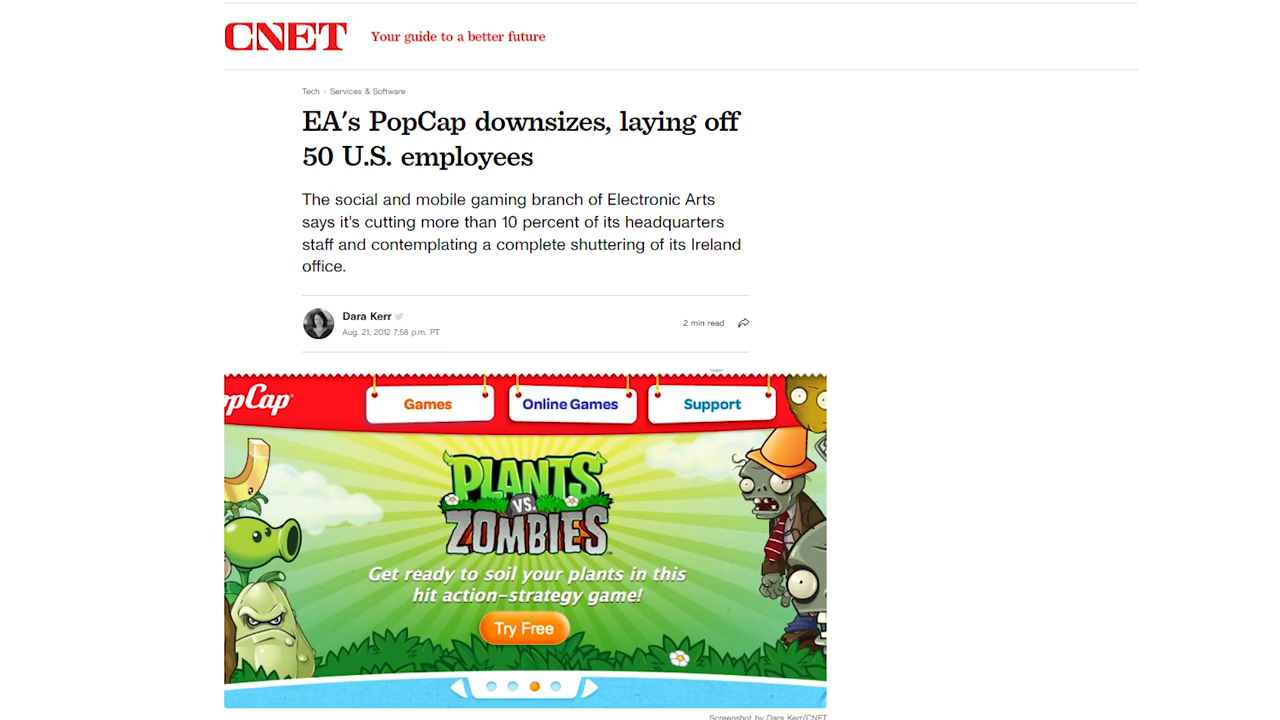 CNET
Your guide to a better future
Tech > Services & Software
EA's PopCap downsizes, laying off
50 U.S. employees
The social and mobile gaming branch of Electronic Arts
says it's cutting more than 10 percent of its headquarters
staff and contemplating a complete shuttering of its Ireland
office.
Dara Kerr
Aug. 21, 2012 7:58 p.m. PT
2 min read
opCap
Games
Online Games
Support
PLANTS
VS.
ZOMBIES
Get ready to soil your plants in this
hit action-strategy game!
Try Free
Screenshot by Dara Kerr/CNET